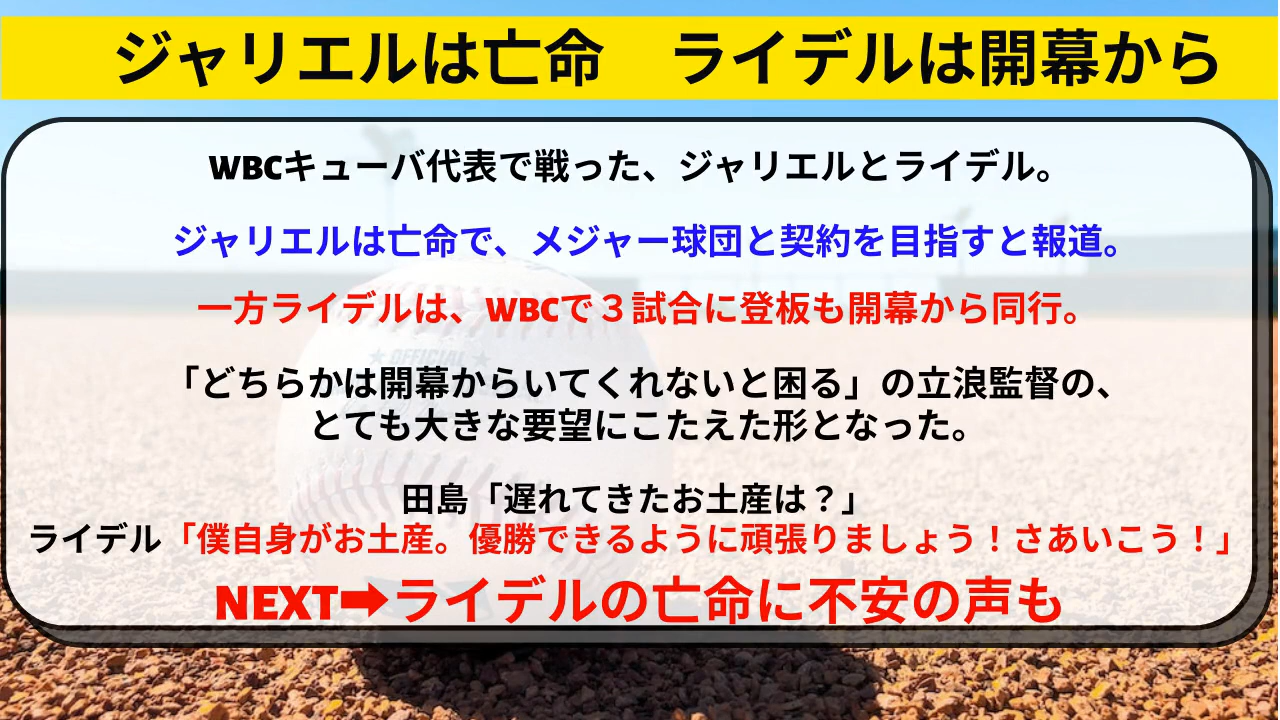 ジャリエルは亡命　ライデルは開幕から
WBCキューバ代表で戦った、ジャリエルとライデル。
ジャリエルは亡命で、メジャー球団と契約を目指すと報道。
一方ライデルは、WBCで３試合に登板も開幕から同行。
★ OFFICIAL ★
「どちらかは開幕からいてくれないと困る」の立浪監督の、
とても大きな要望にこたえた形となった。
田島「遅れてきたお土産は？」
ライデル「僕自身がお土産。優勝できるように頑張りましょう！さあいこう！」
NEXT➡ライデルの亡命に不安の声も